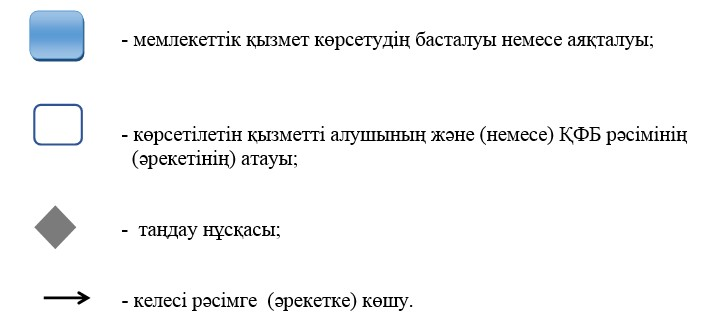 - мемлекеттік қызмет көрсетудің басталуы немесе аяқталуы;
- көрсетілетін қызметті алушының және (немесе) ҚФБ рәсімінің
(әрекетінің) атауы;
- таңдау нұсқасы;
- келесі рәсімге (әрекетке) көшу.